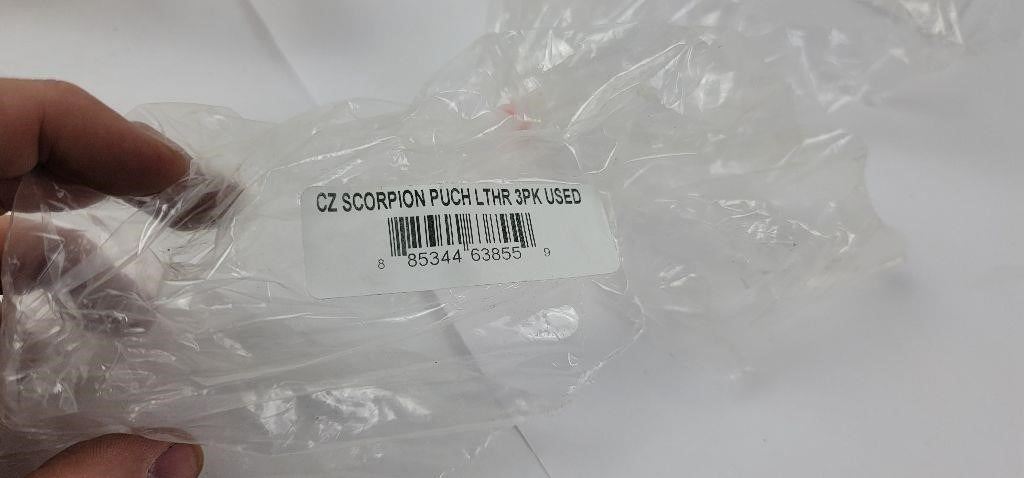 CZ SCORPION PUCH LTHR 3PK USED
8 85344 63855 9